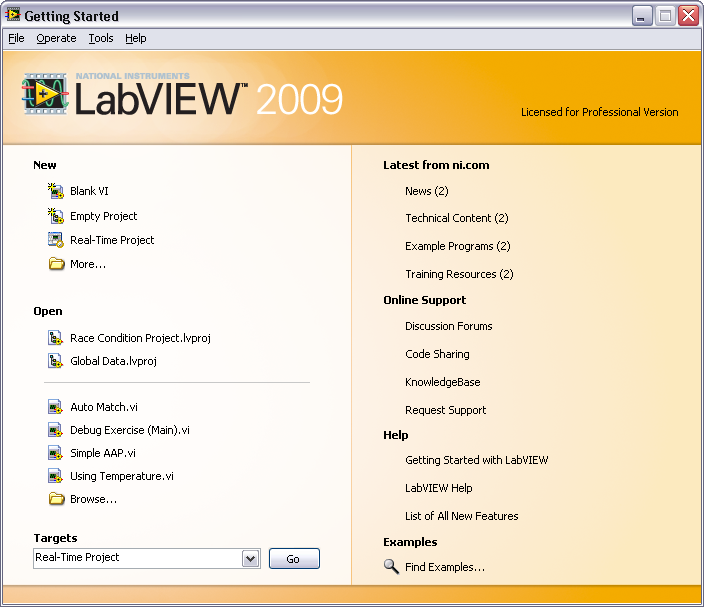 Getting Started
File Operate Tools Help
NATIONAL INSTRUMENTS
LabVIEW™ 2009
Licensed for Professional Version
New
Blank VI
Empty Project
Real-Time Project
More...
Open
Race Condition Project.lvproj
Global Data.lvproj
Auto Match.vi
Debug Exercise (Main).vi
Simple AAP.vi
Using Temperature.vi
Browse...
Targets
Real-Time Project
Go
Latest from ni.com
News (2)
Technical Content (2)
Example Programs (2)
Training Resources (2)
Online Support
Discussion Forums
Code Sharing
KnowledgeBase
Request Support
Help
Getting Started with LabVIEW
LabVIEW Help
List of All New Features
Examples
Find Examples...